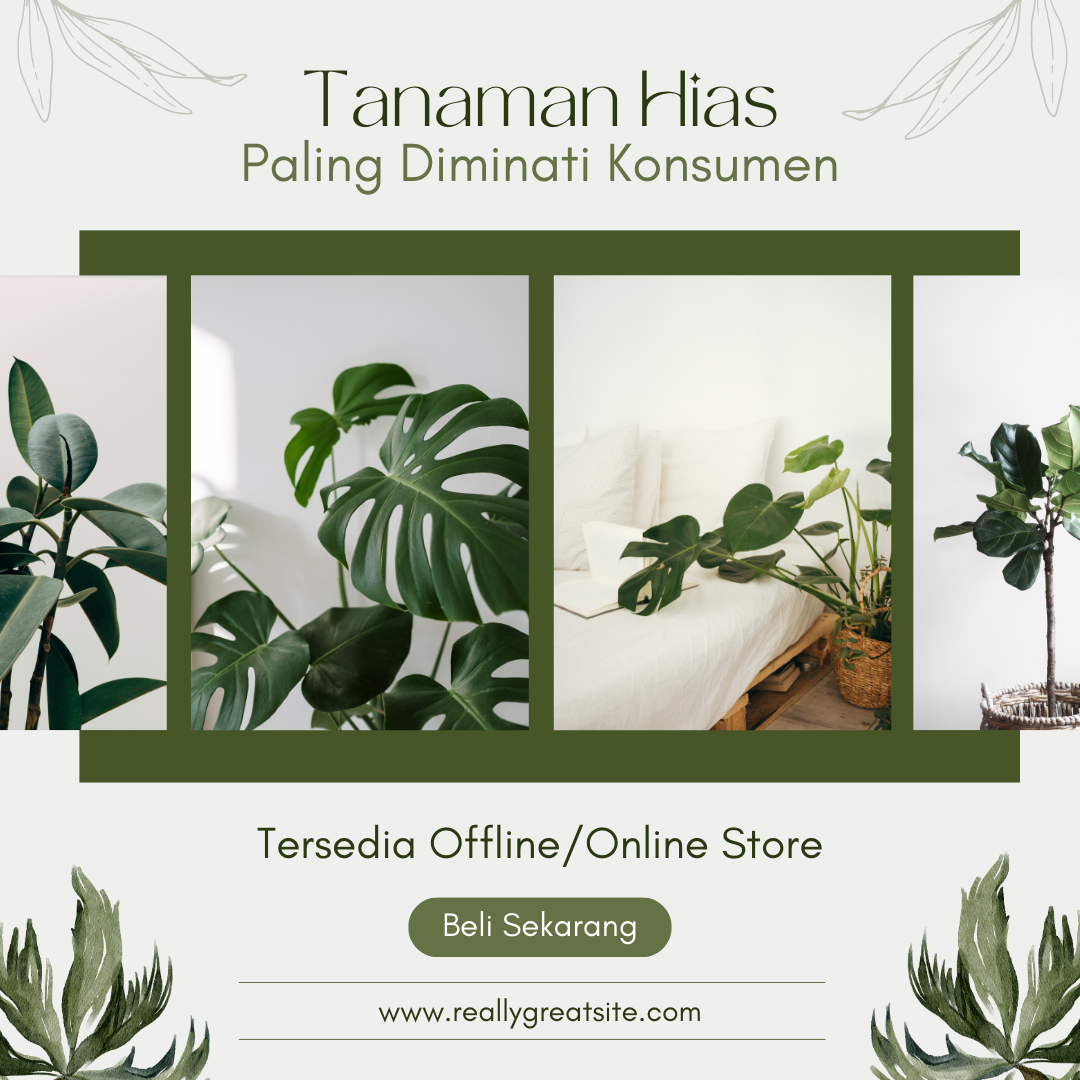 Tanaman Hias
Paling Diminati Konsumen
Tersedia Offline/Online Store
Beli Sekarang
www.reallygreatsite.com